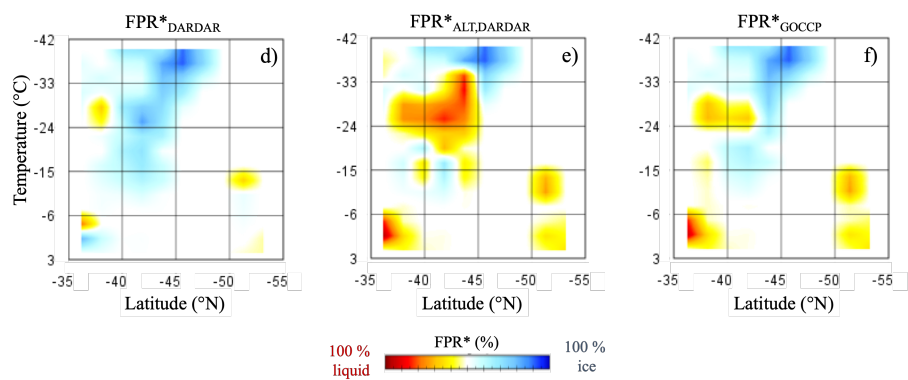 FPR*DARDAR
FPR*ALT,DARDAR
FPR*GOCCP
d)
e)
f)
Temperature (°C)
-42
-33
-24
-15
-6
3
-35 -40 -45 -50 -55
Latitude (°N)
-42
-33
-24
-15
-6
3
-35 -40 -45 -50 -55
Latitude (°N)
-42
-33
-24
-15
-6
3
-35 -40 -45 -50 -55
Latitude (°N)
FPR* (%)
100 %
liquid
100 %
ice